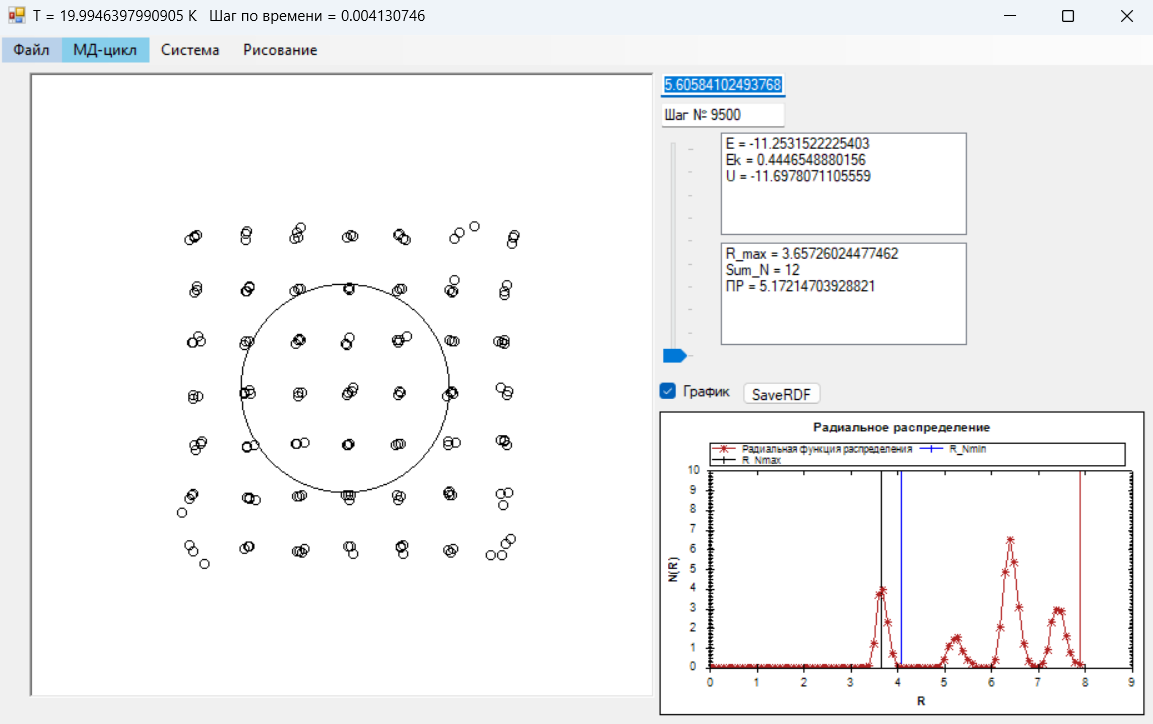 T = 19.9946397990905 К   Шаг по времени = 0.004130746
Файл МД-цикл Система Рисование
5.60584102493768
Шаг № 9500
E = -11.2531522225403
Ek = 0.4446548880156
U = -11.6978071105559
R_max = 3.65726024477462
Sum_N = 12
ПР = 5.17214703928821
График SaveRDF
Радиальное распределение
Радиальная функция распределения R_Nmin
R_Nmax
N(R)
10
9
8
7
6
5
4
3
2
1
0
0 1 2 3 4 5 6 7 8 9
R